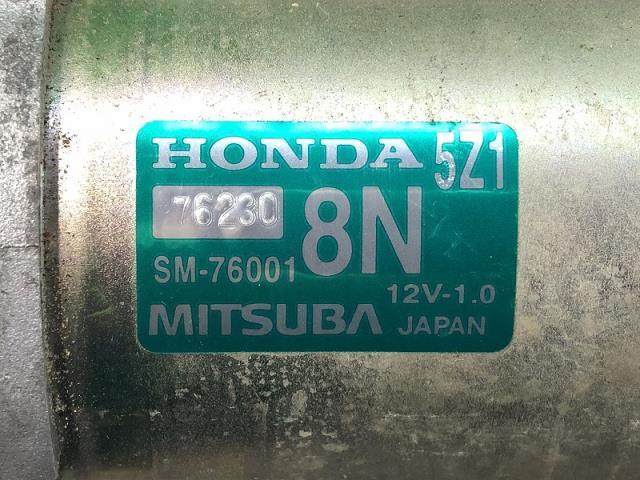 HONDA 5Z1
76230 8N
SM-76001
12V-1.0
MITSUBA JAPAN